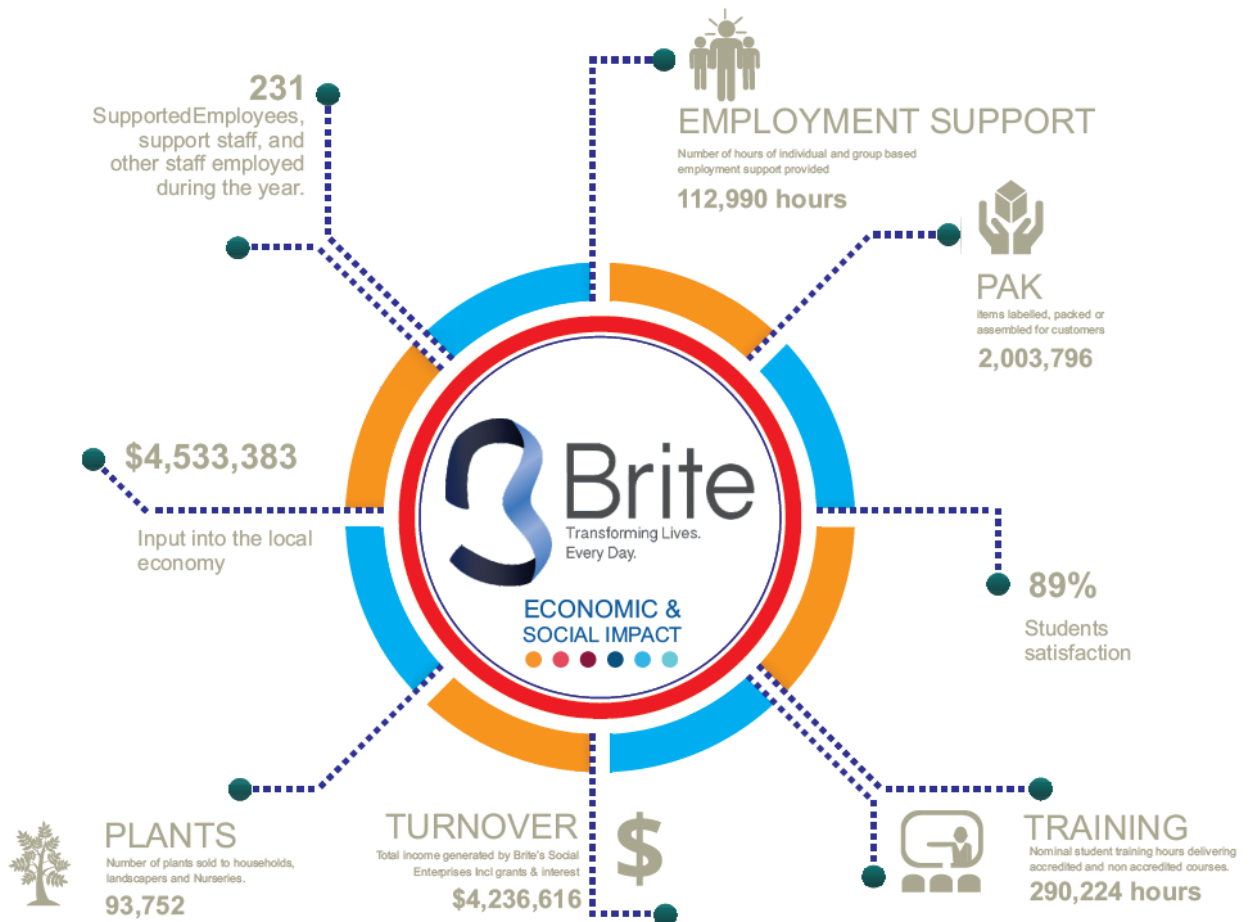 231
SupportedEmployees,
support staff, and
other staff employed
during the year.
EMPLOYMENT SUPPORT
Number of hours of individual and group based
employment support provided
112,990 hours
PAK
items labelled, packed or
assembled for customers
2,003,796
$4,533,383
Input into the local
economy
Brite
Transforming Lives.
Every Day.
ECONOMIC &
SOCIAL IMPACT
89%
Students
satisfaction
PLANTS
Number of plants sold to households,
landscapers and Nurseries.
93,752
TURNOVER
Total income generated by Brite's Social
Enterprises Incl grants & interest
$4,236,616
$
TRAINING
Nominal student training hours delivering
accredited and non accredited courses.
290,224 hours